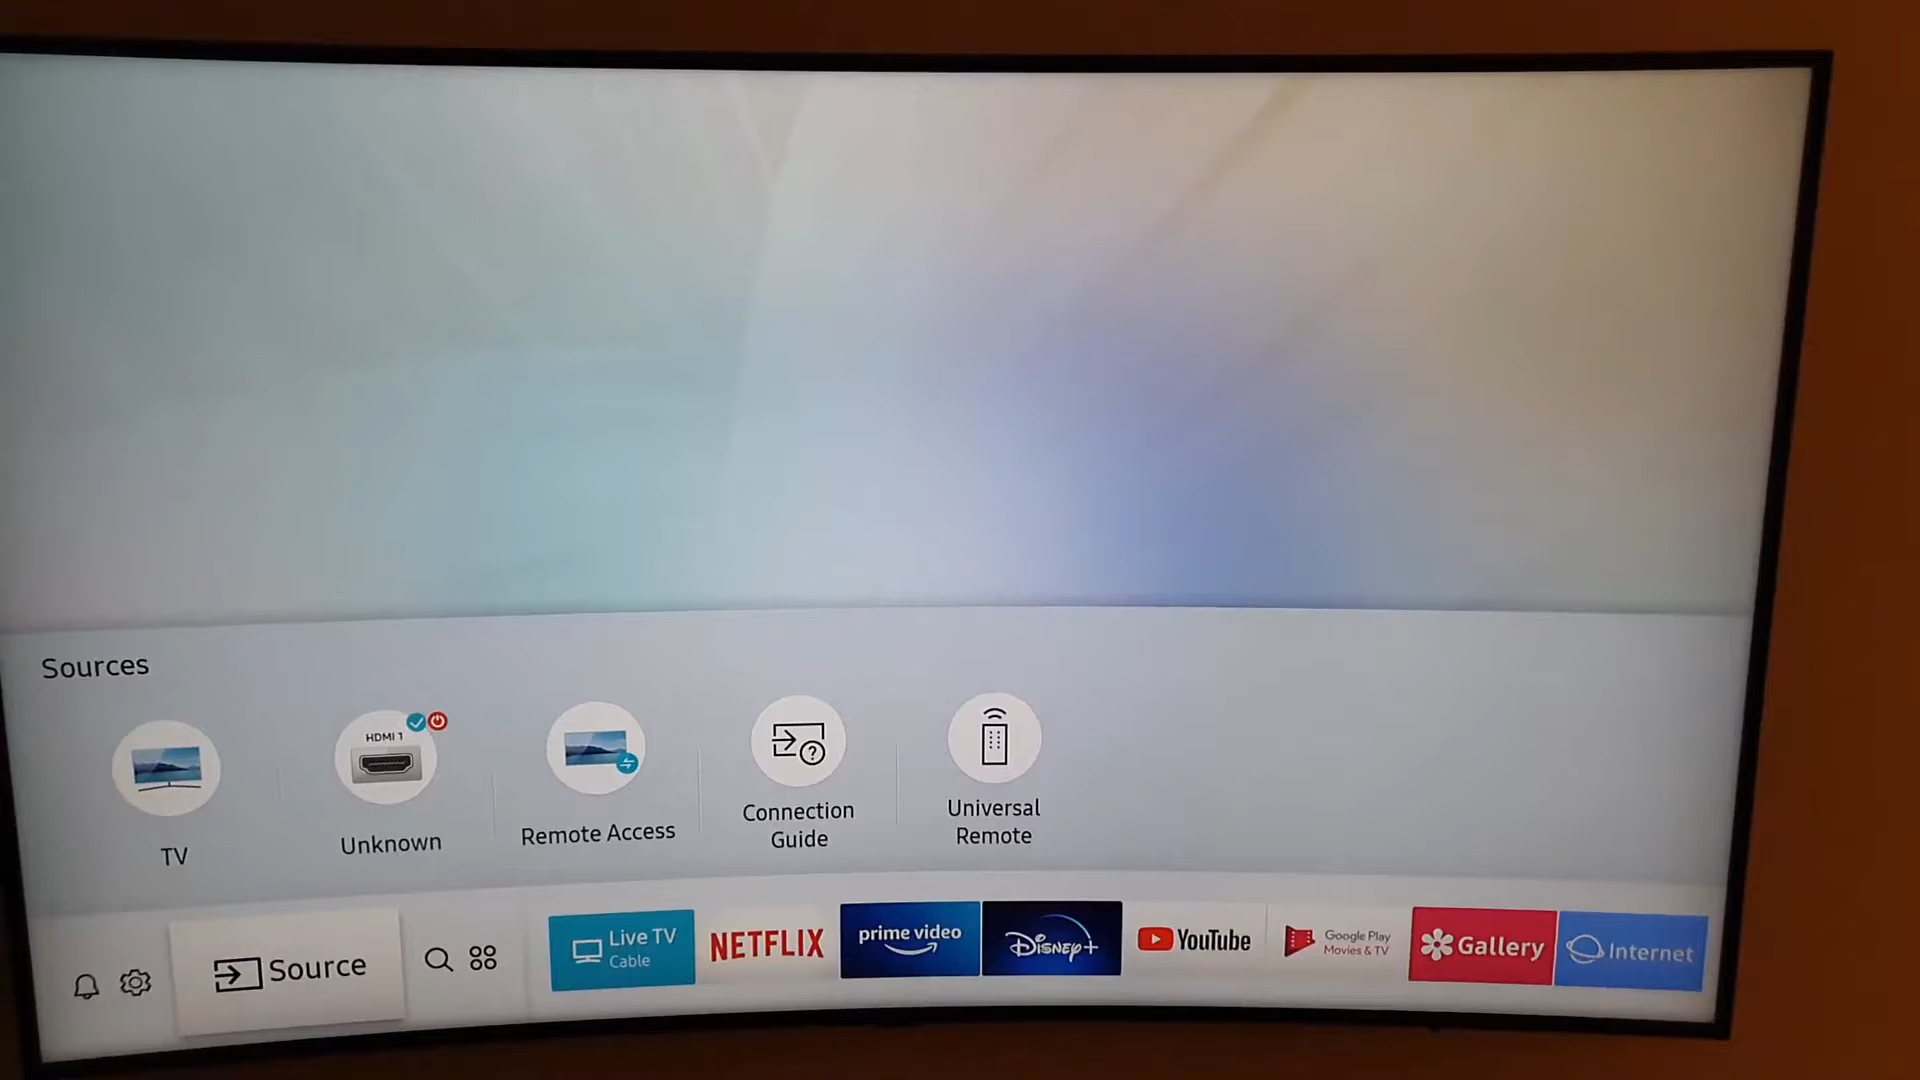 Sources
HDMI 1
TV
Unknown
Remote Access
Connection
Guide
Universal
Remote
Source
Live TV
Cable
NETFLIX
prime video
Disney+
YouTube
Google Play
Movies & TV
Gallery
Internet